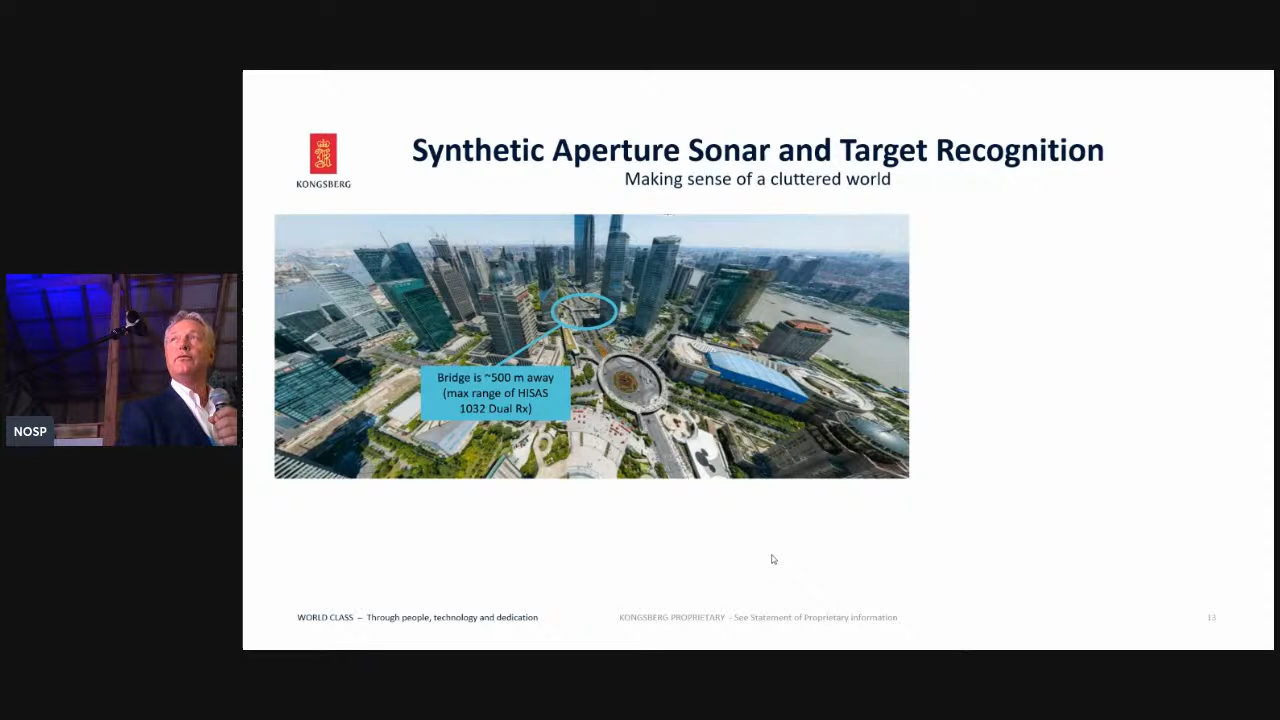 Synthetic Aperture Sonar and Target Recognition
Making sense of a cluttered world
KONGSBERG
Bridge is ~500 m away
(max range of HISAS
1032 Dual Rx)
NOSP
WORLD CLASS – Through people, technology and dedication
KONGSBERG PROPRIETARY - See Statement of Proprietary information
13